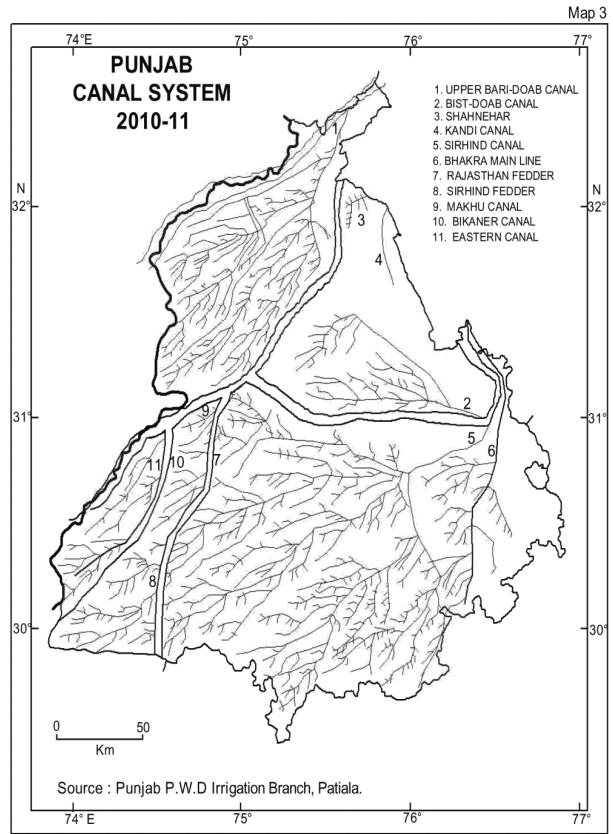 Map 3
74°E 75° 76° 77°
PUNJAB
CANAL SYSTEM
2010-11
1. UPPER BARI-DOAB CANAL
2. BIST-DOAB CANAL
3. SHAHNEHAR
4. KANDI CANAL
5. SIRHIND CANAL
6. BHAKRA MAIN LINE
7. RAJASTHAN FEDDER
8. SIRHIND FEDDER
9. MAKHU CANAL
10. BIKANER CANAL
11. EASTERN CANAL
N N
32° 32°
1
3
4
31° 31°
2
9
5
6
11 10 7
8
30° 30°
0 50
Km
Source : Punjab P.W.D Irrigation Branch, Patiala.
74° E 75° 76° 77°